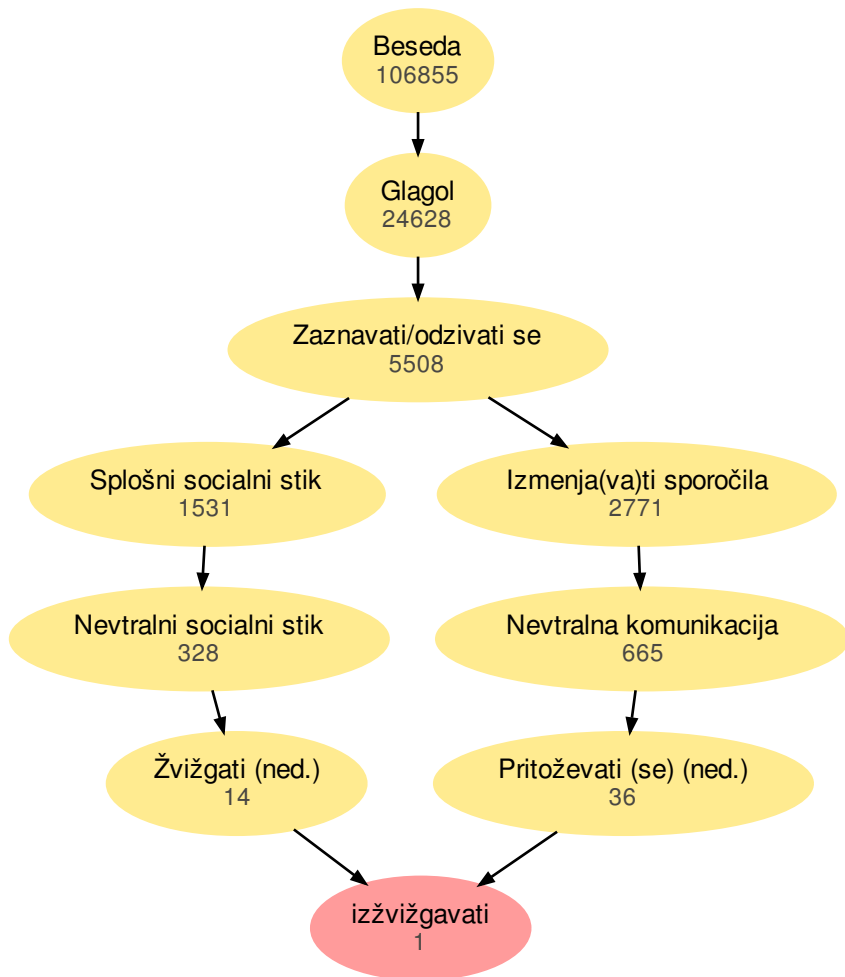 Beseda
106855
Glagol
24628
Zaznavati/odzivati se
5508
Splošni socialni stik
1531
Izmenja(va)ti sporočila
2771
Nevtralni socialni stik
328
Nevtralna komunikacija
665
Žvižgati (ned.)
14
Pritoževati (se) (ned.)
36
izžvižgavati
1